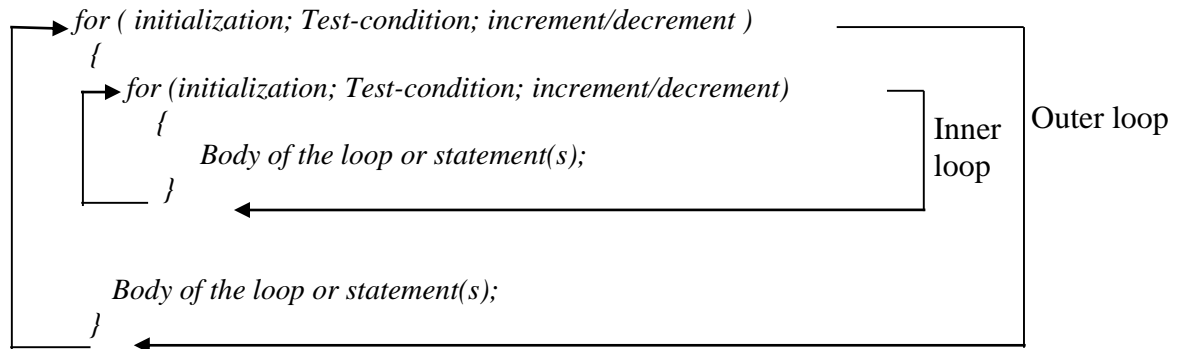 for ( initialization; Test-condition; increment/decrement )
{
for (initialization; Test-condition; increment/decrement)
{
Body of the loop or statement(s);
}
Inner
loop
Outer loop
Body of the loop or statement(s);
}